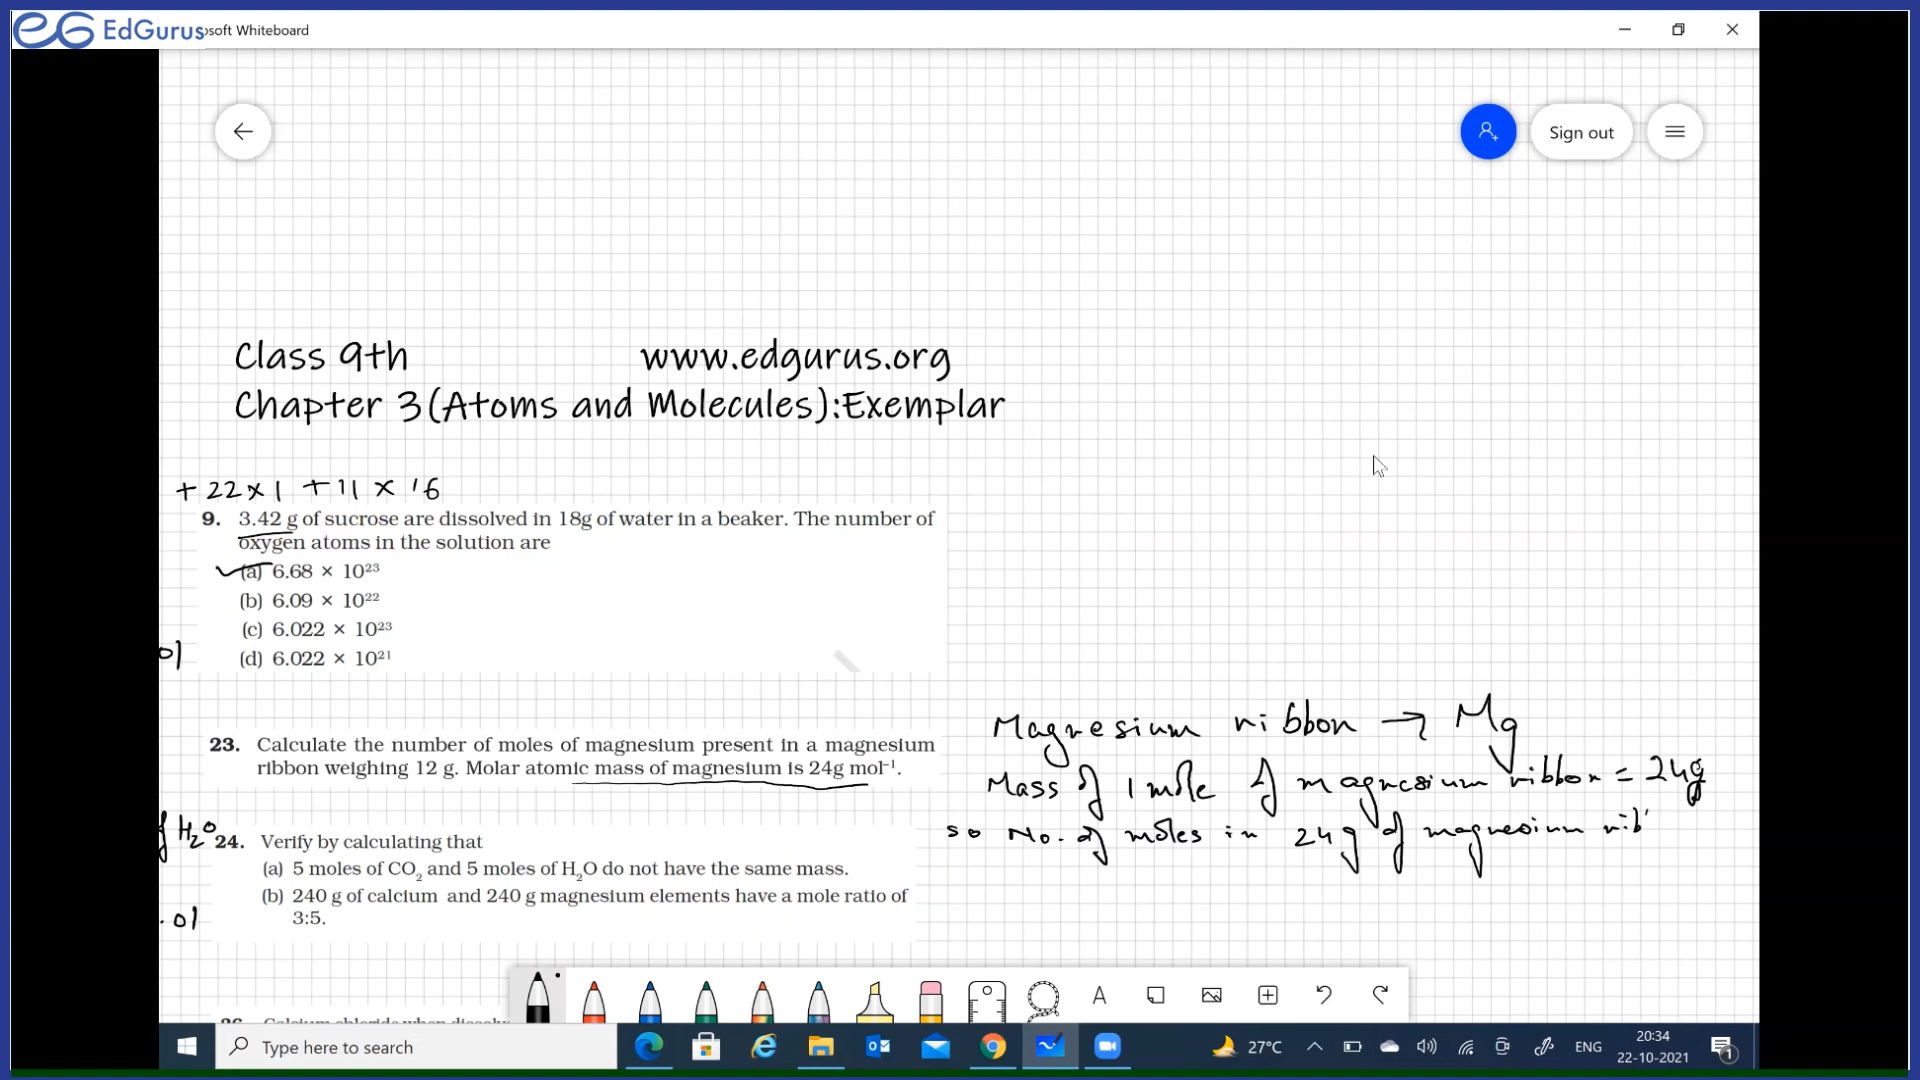 EdGurus
osoft Whiteboard
Sign out
Class 9th www.edgurus.org
Chapter 3(Atoms and Molecules):Exemplar
+ 22 × 1 + 11 × 16
9. 3.42 g of sucrose are dissolved in 18g of water in a beaker. The number of
oxygen atoms in the solution are
(a) 6.68 × 10²³
(b) 6.09 × 10²²
(c) 6.022 × 10²³
(d) 6.022 × 10²¹
01
Magnesium ribbon → Mg
23. Calculate the number of moles of magnesium present in a magnesium
ribbon weighing 12 g. Molar atomic mass of magnesium is 24g mol⁻¹.
Mass of 1 mole of magnesium ribbon = 24g
so No. of moles in 24g of magnesium rib
f H₂O
24. Verify by calculating that
(a) 5 moles of CO₂ and 5 moles of H₂O do not have the same mass.
(b) 240 g of calcium and 240 g magnesium elements have a mole ratio of
3:5.
.01
A
Type here to search
27°C
ENG
20:34
22-10-2021
1